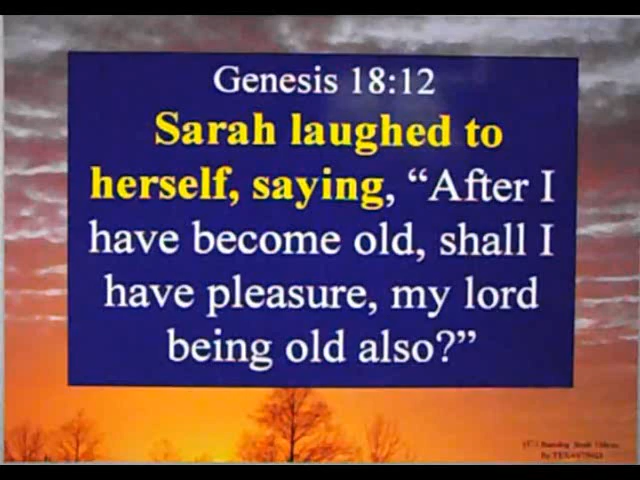 Genesis 18:12
Sarah laughed to
herself, saying, “After I
have become old, shall I
have pleasure, my lord
being old also?”